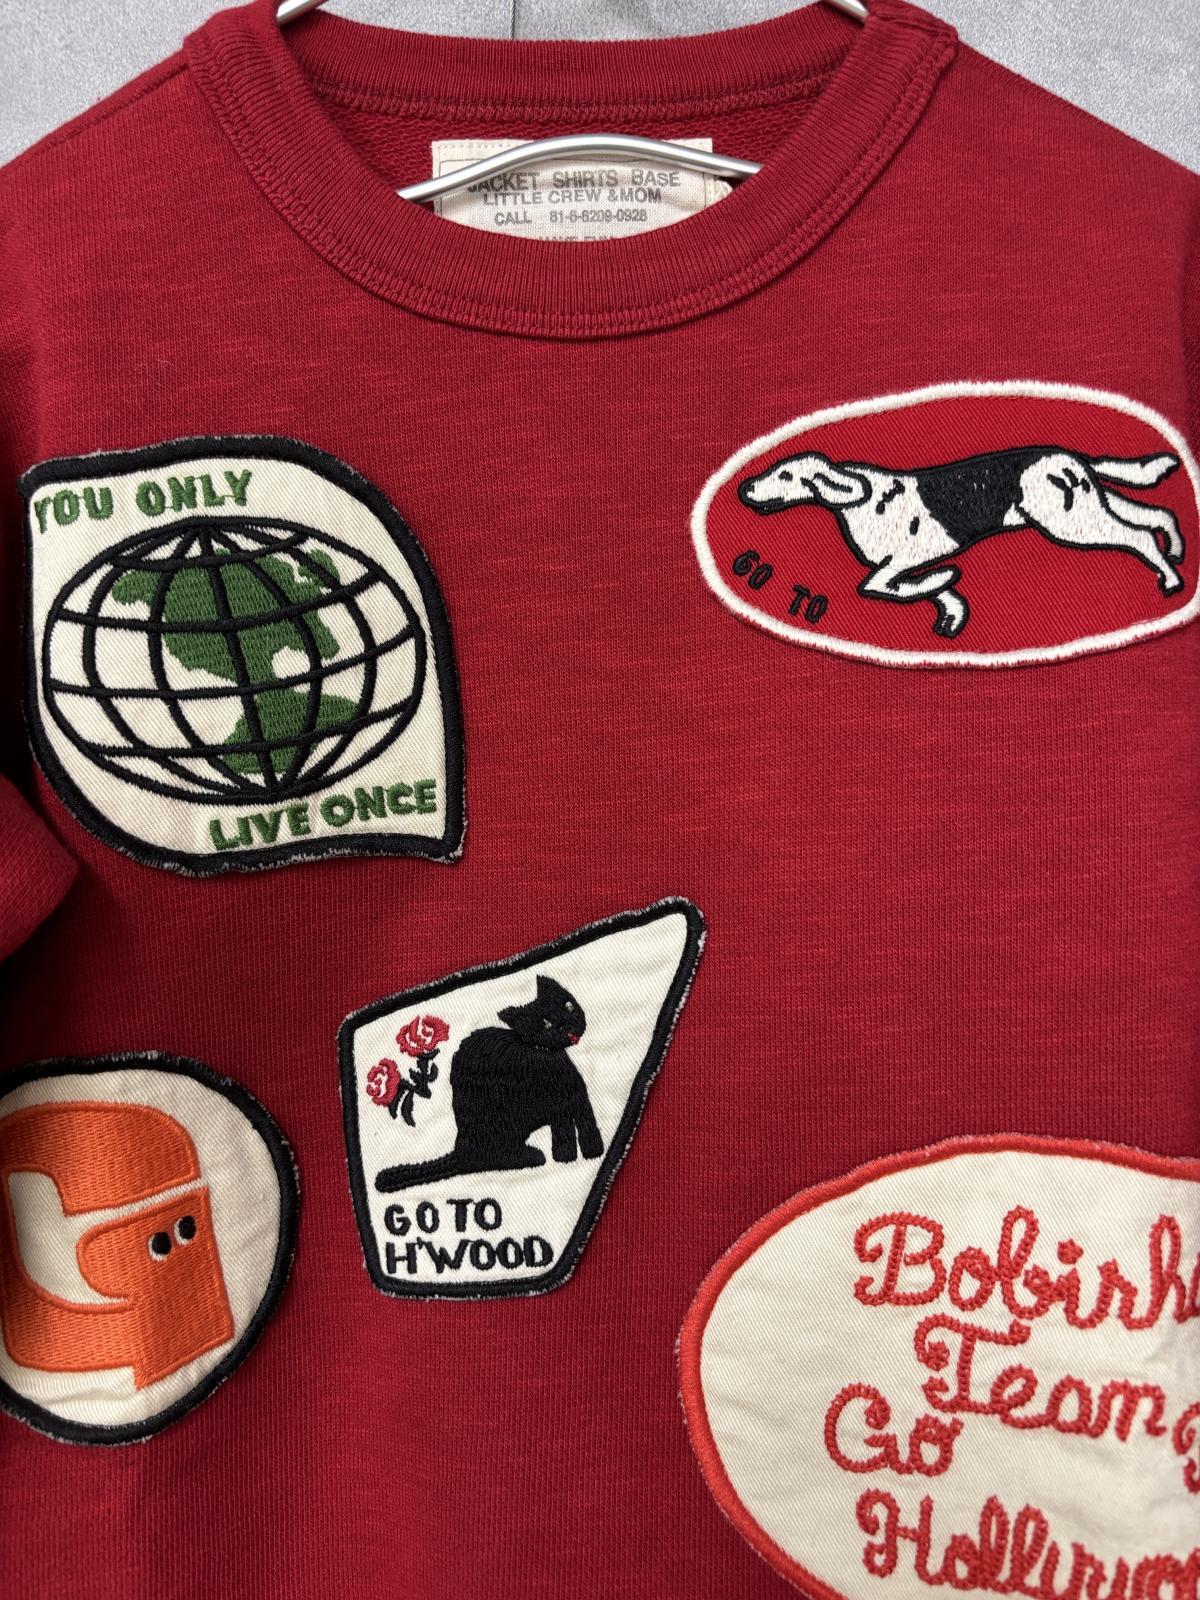 JACKET SHIRTS BASE
LITTLE CREW & MOM
CALL 81-6-6209-0928
YOU ONLY
LIVE ONCE
GO TO
GO TO
H'WOOD
Team
Go